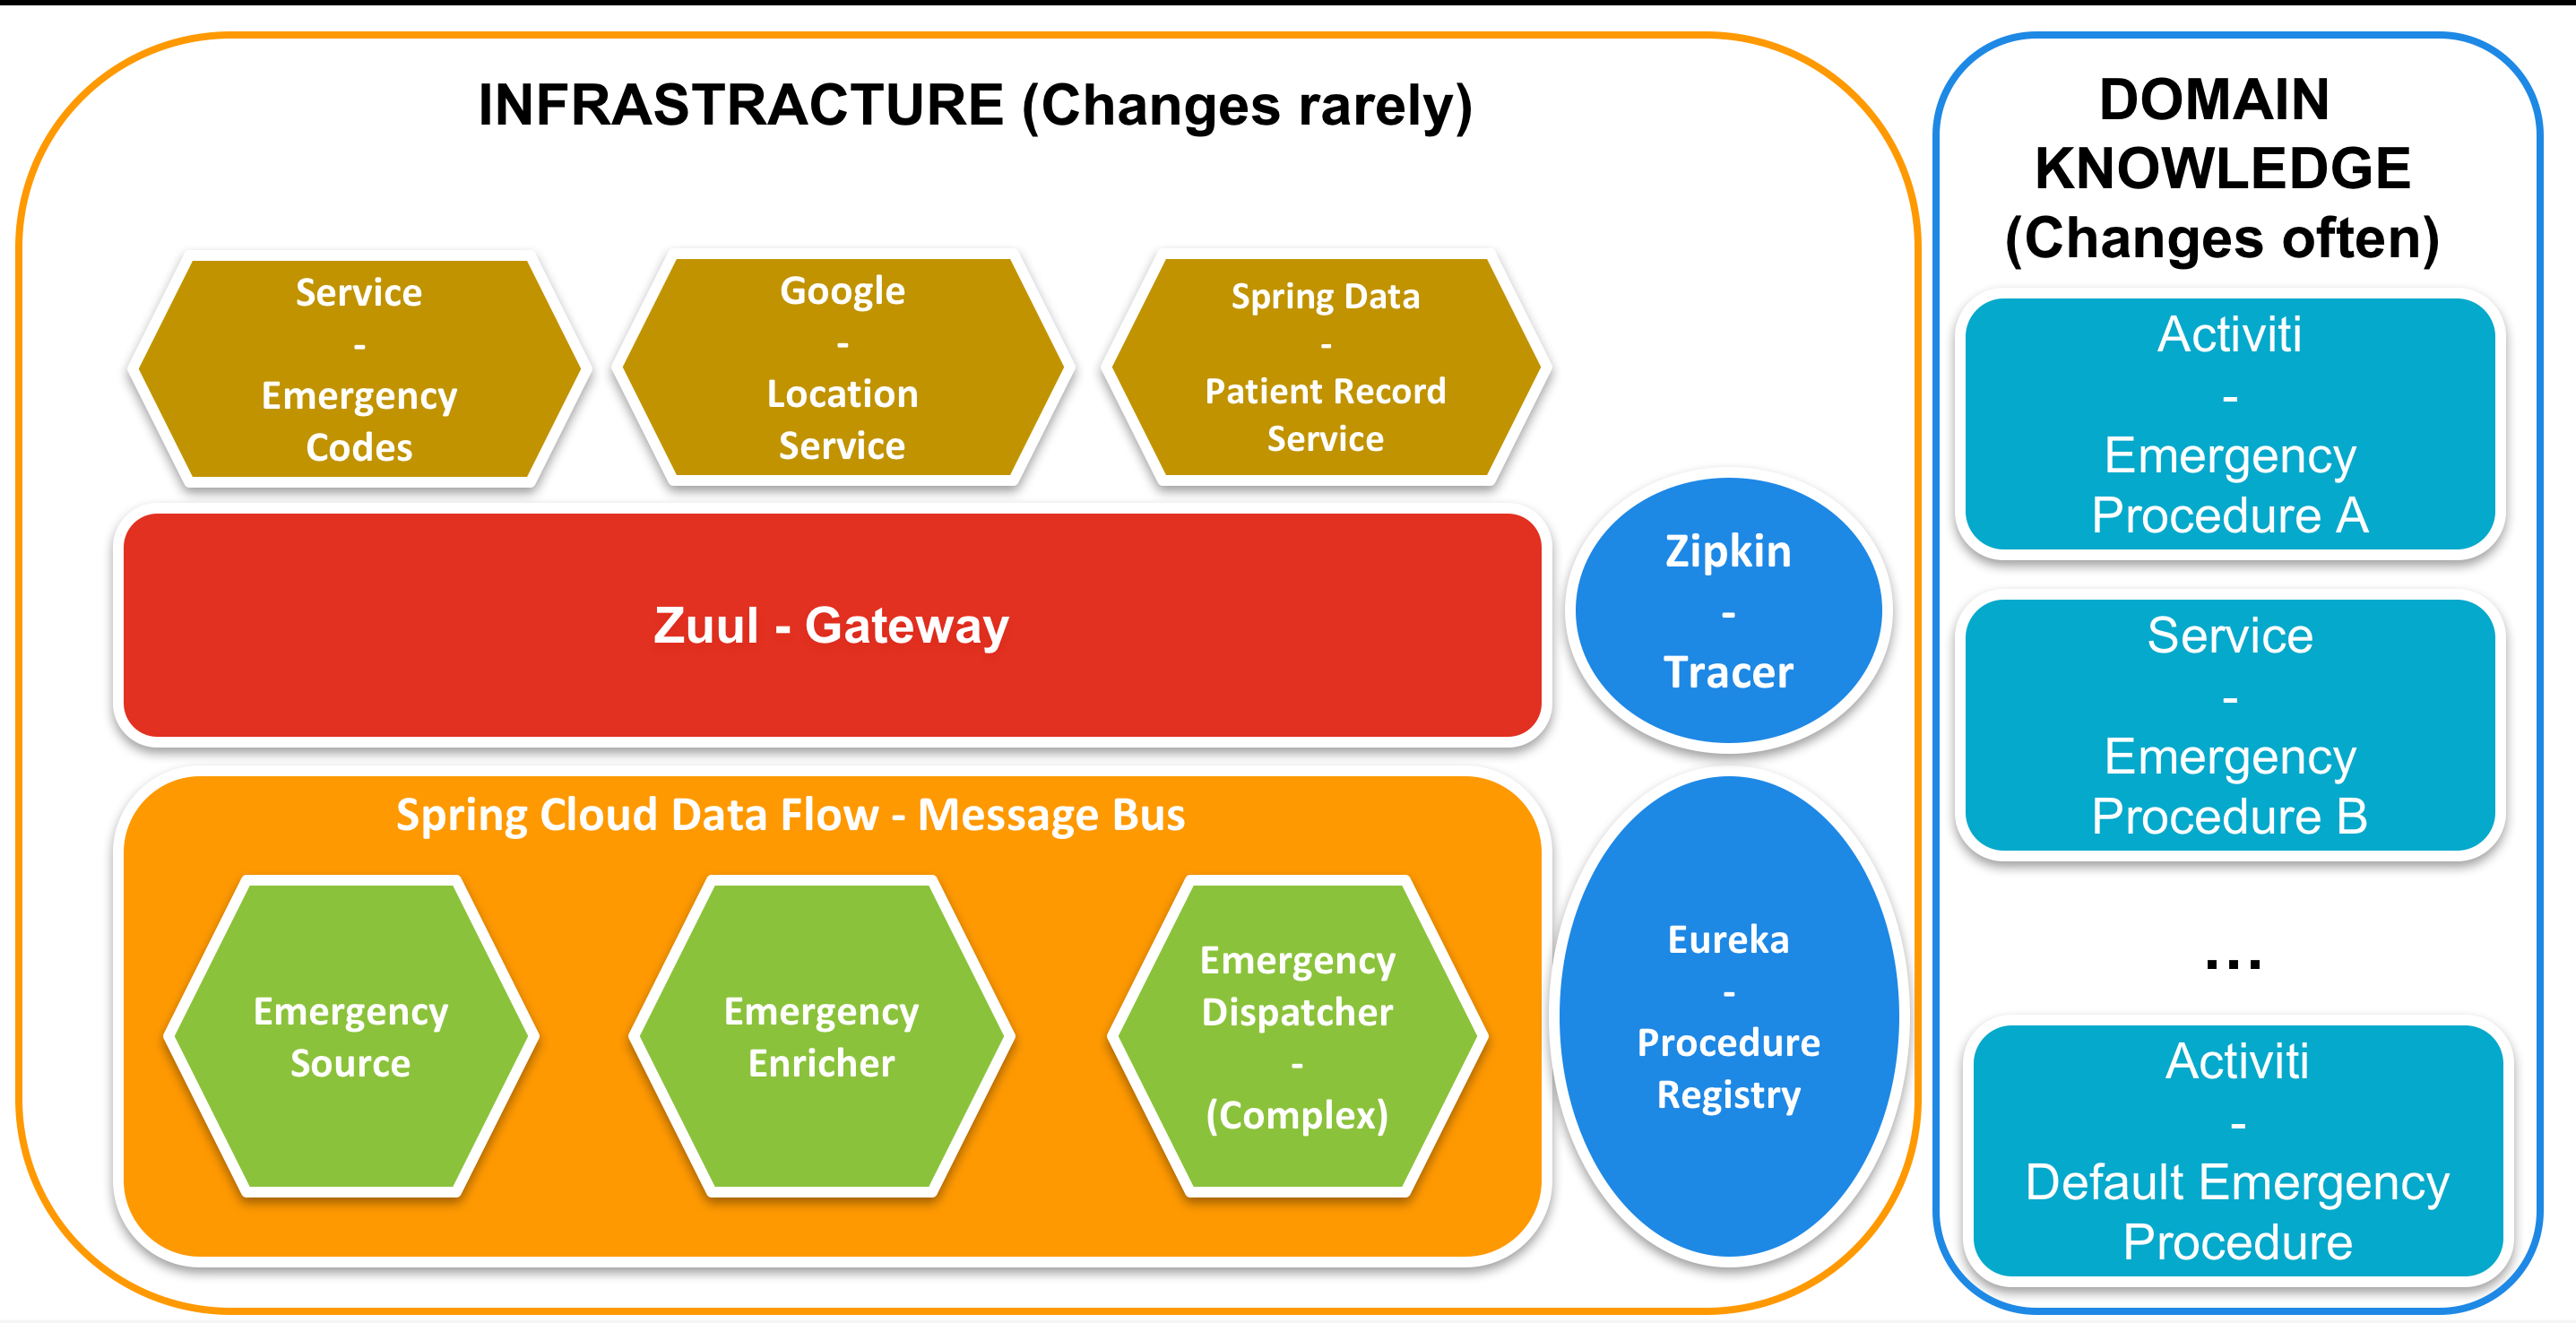 INFRASTRACTURE (Changes rarely)
Service
-
Emergency
Codes
Google
-
Location
Service
Spring Data
-
Patient Record
Service
Zuul - Gateway
Zipkin
-
Tracer
Spring Cloud Data Flow - Message Bus
Emergency
Source
Emergency
Enricher
Emergency
Dispatcher
-
(Complex)
Eureka
-
Procedure
Registry
DOMAIN
KNOWLEDGE
(Changes often)
Activiti
-
Emergency
Procedure A
Service
-
Emergency
Procedure B
...
Activiti
-
Default Emergency
Procedure